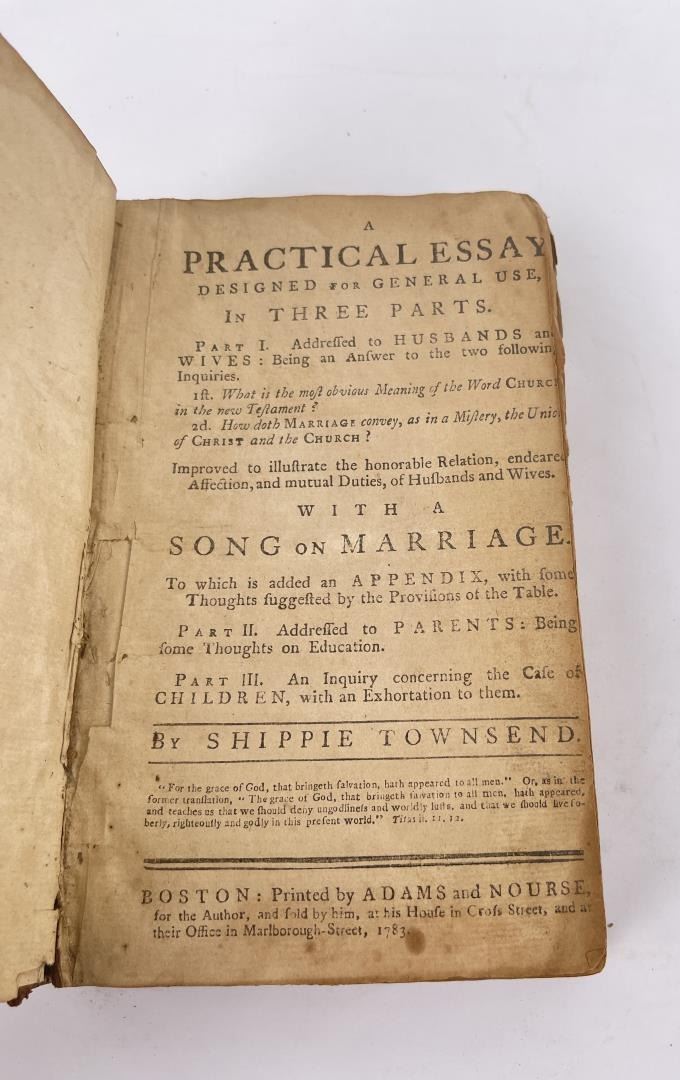 A
PRACTICAL ESSAY
DESIGNED FOR GENERAL USE,
IN THREE PARTS.
PART I. Addreſſed to HUSBANDS an
WIVES: Being an Anſwer to the two followin
Inquiries.
1ſt. What is the moſt obvious Meaning of the Word CHURC
in the new Teſtament?
2d. How doth MARRIAGE convey, as in a Miſtery, the Unio
of CHRIST and the CHURCH?
Improved to illuſtrate the honorable Relation, endeared
Affection, and mutual Duties, of Huſbands and Wives.
WITH A
SONG ON MARRIAGE.
To which is added an APPENDIX, with ſome
Thoughts ſuggeſted by the Proviſions of the Table.
PART II. Addreſſed to PARENTS: Being
ſome Thoughts on Education.
PART III. An Inquiry concerning the Caſe of
CHILDREN, with an Exhortation to them.
BY SHIPPIE TOWNSEND.
"For the grace of God, that bringeth ſalvation, hath appeared to all men." Or, as in the
former tranſlation, "The grace of God, that bringeth ſalvation to all men, hath appeared,
and teaches us that we ſhould deny ungodlineſs and worldly luſts, and that we ſhould live ſo-
berly, righteouſly and godly in this preſent world." Titus ii. 11, 12.
BOSTON: Printed by ADAMS and NOURSE,
for the Author, and ſold by him, at his Houſe in Croſs Street, and at
their Office in Marlborough-Street, 1783.